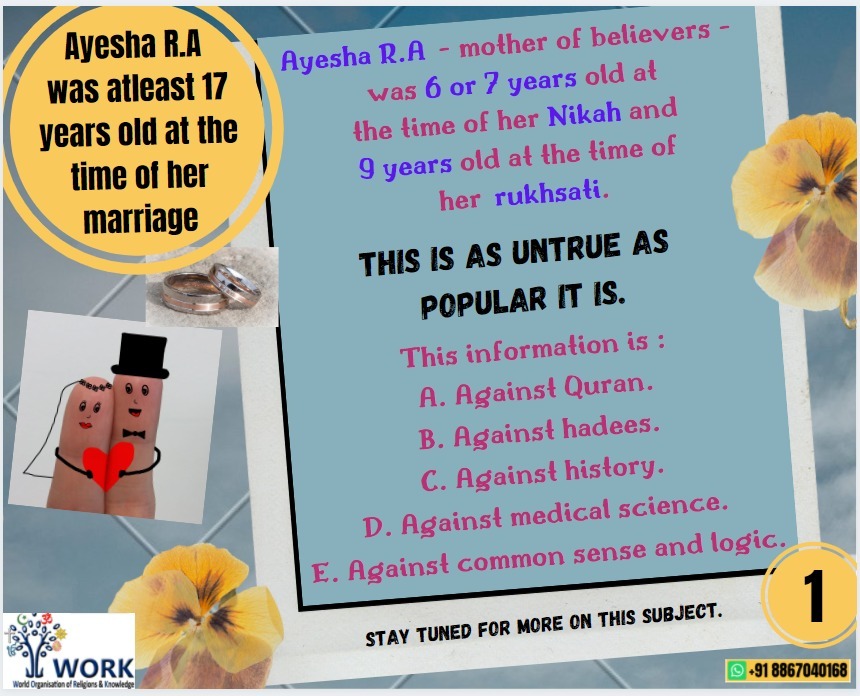 Ayesha R.A
was atleast 17
years old at the
time of her
marriage
Ayesha R.A - mother of believers -
was 6 or 7 years old at
the time of her Nikah and
9 years old at the time of
her rukhsati.
THIS IS AS UNTRUE AS
POPULAR IT IS.
This information is :
A. Against Quran.
B. Against hadees.
C. Against history.
D. Against medical science.
E. Against common sense and logic.
1
STAY TUNED FOR MORE ON THIS SUBJECT.
WORK
World Organisation of Religions & Knowledge
+91 8867040168